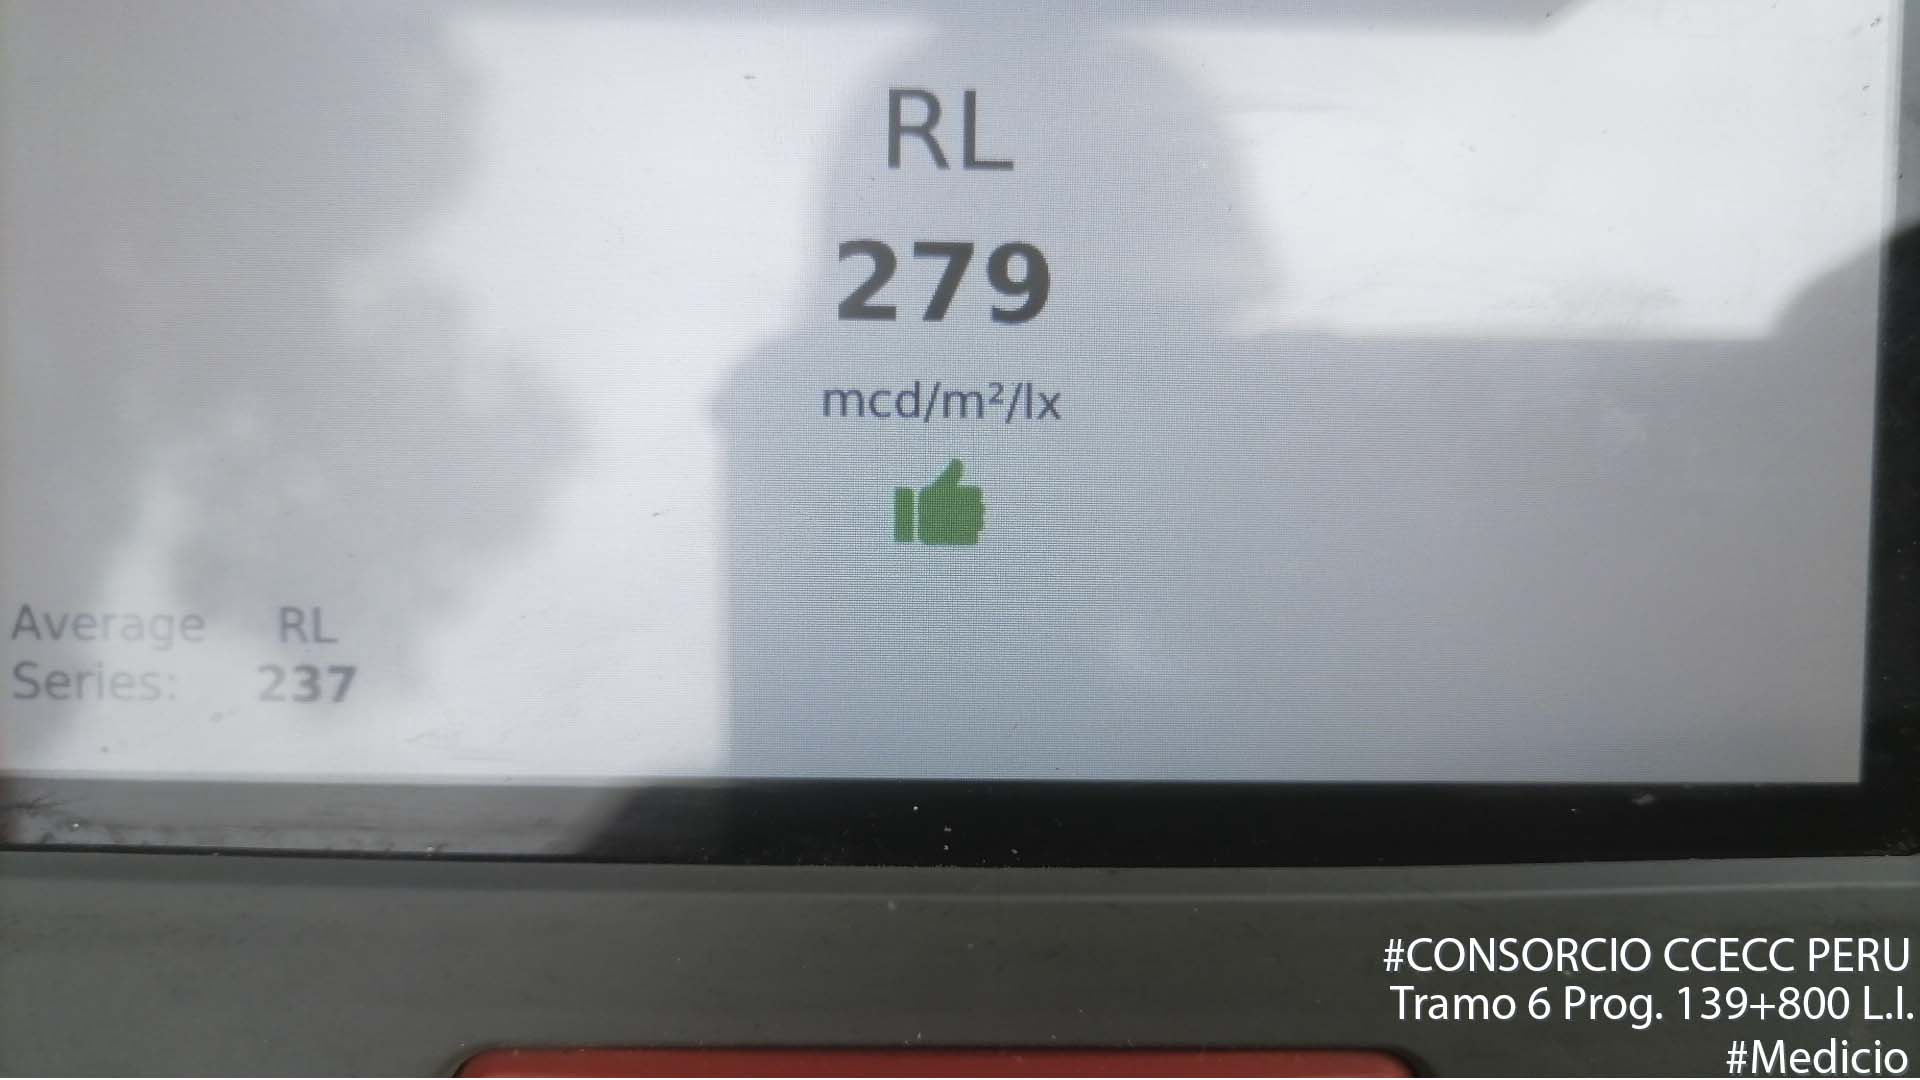 RL
279
mcd/m²/lx
Average RL
Series: 237
#CONSORCIO CCECC PERU
Tramo 6 Prog. 139+800 L.I.
#Medicio